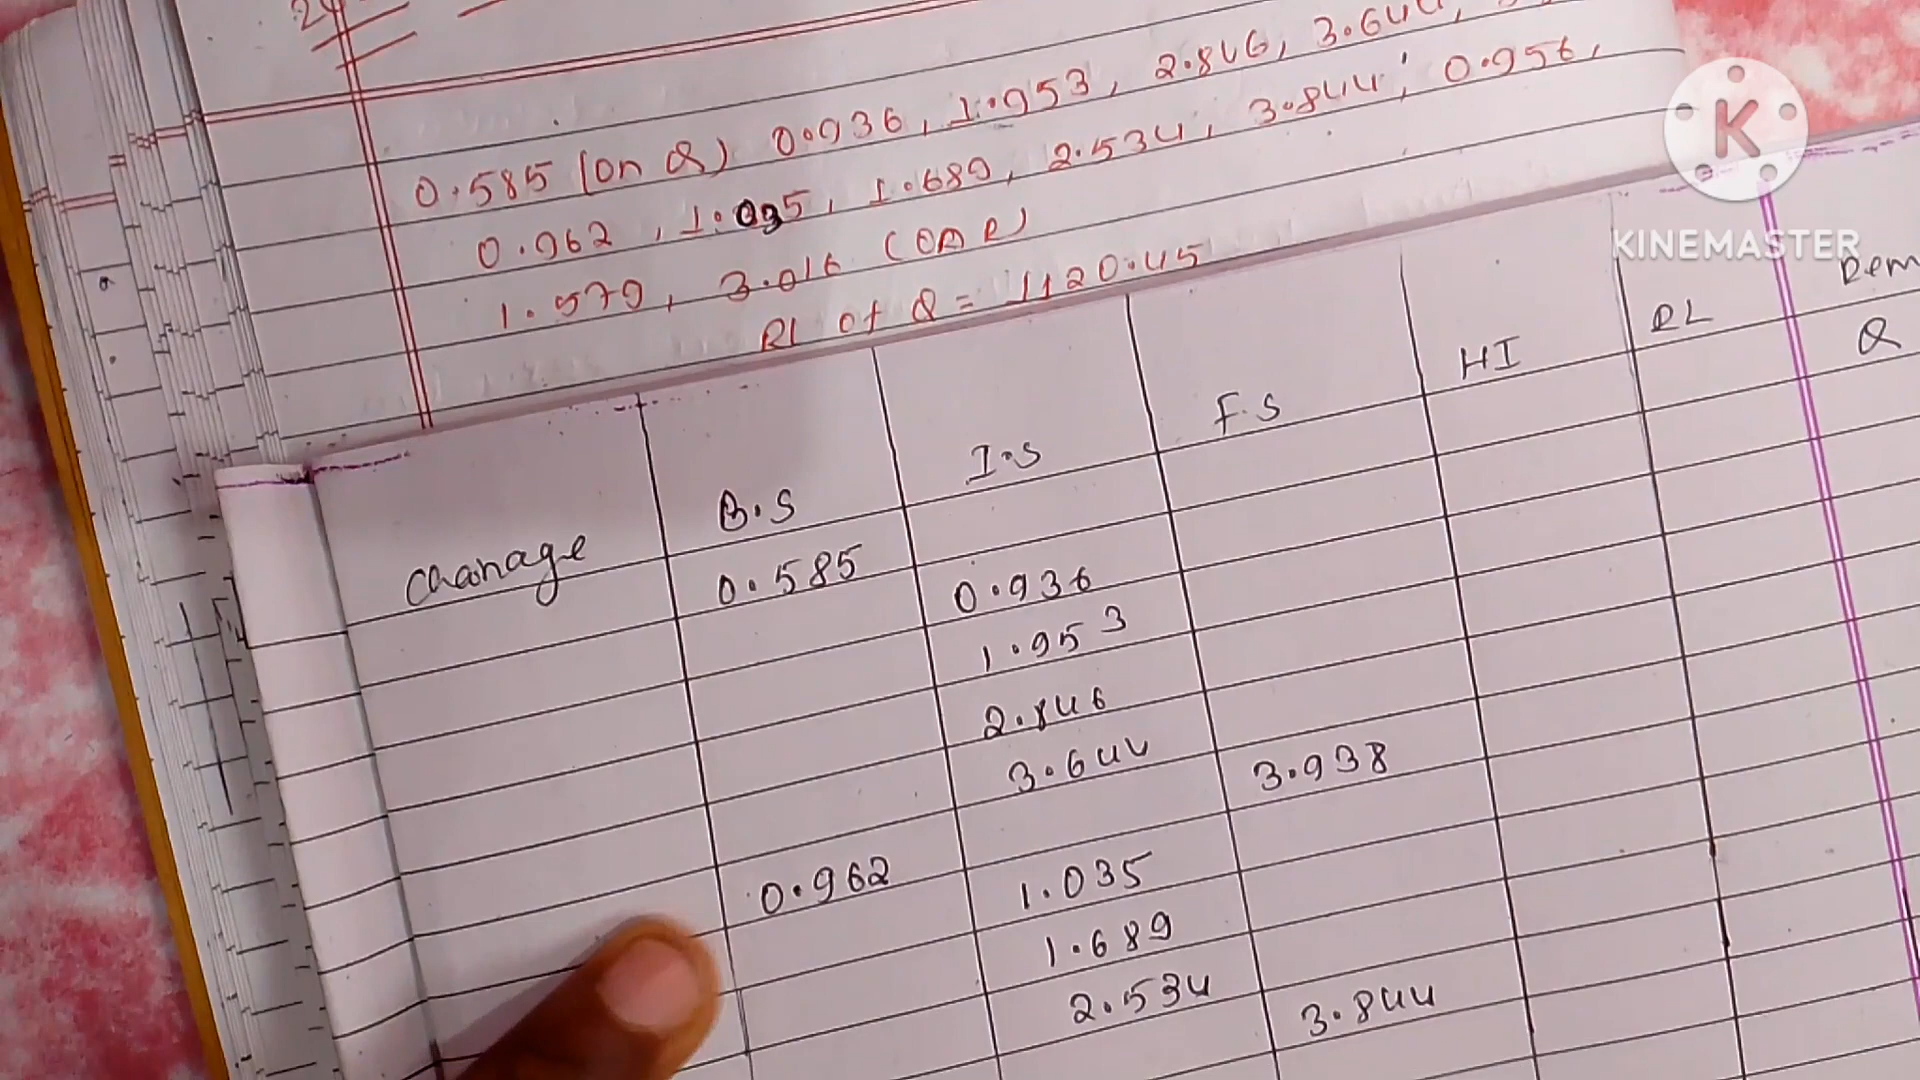 0.585 (on Q) 0.936, 1.953, 2.846, 3.644,
0.962, 1.035, 1.689, 2.534, 3.844; 0.956,
1.579, 3.016 (OAR)
RL of Q = 1120.45
K
KINEMASTER
Chanage B.S I.S F.S HI RL Rem
0.585 Q
0.936
1.953
2.846
3.644
3.938
0.962 1.035
1.689
2.534
3.844